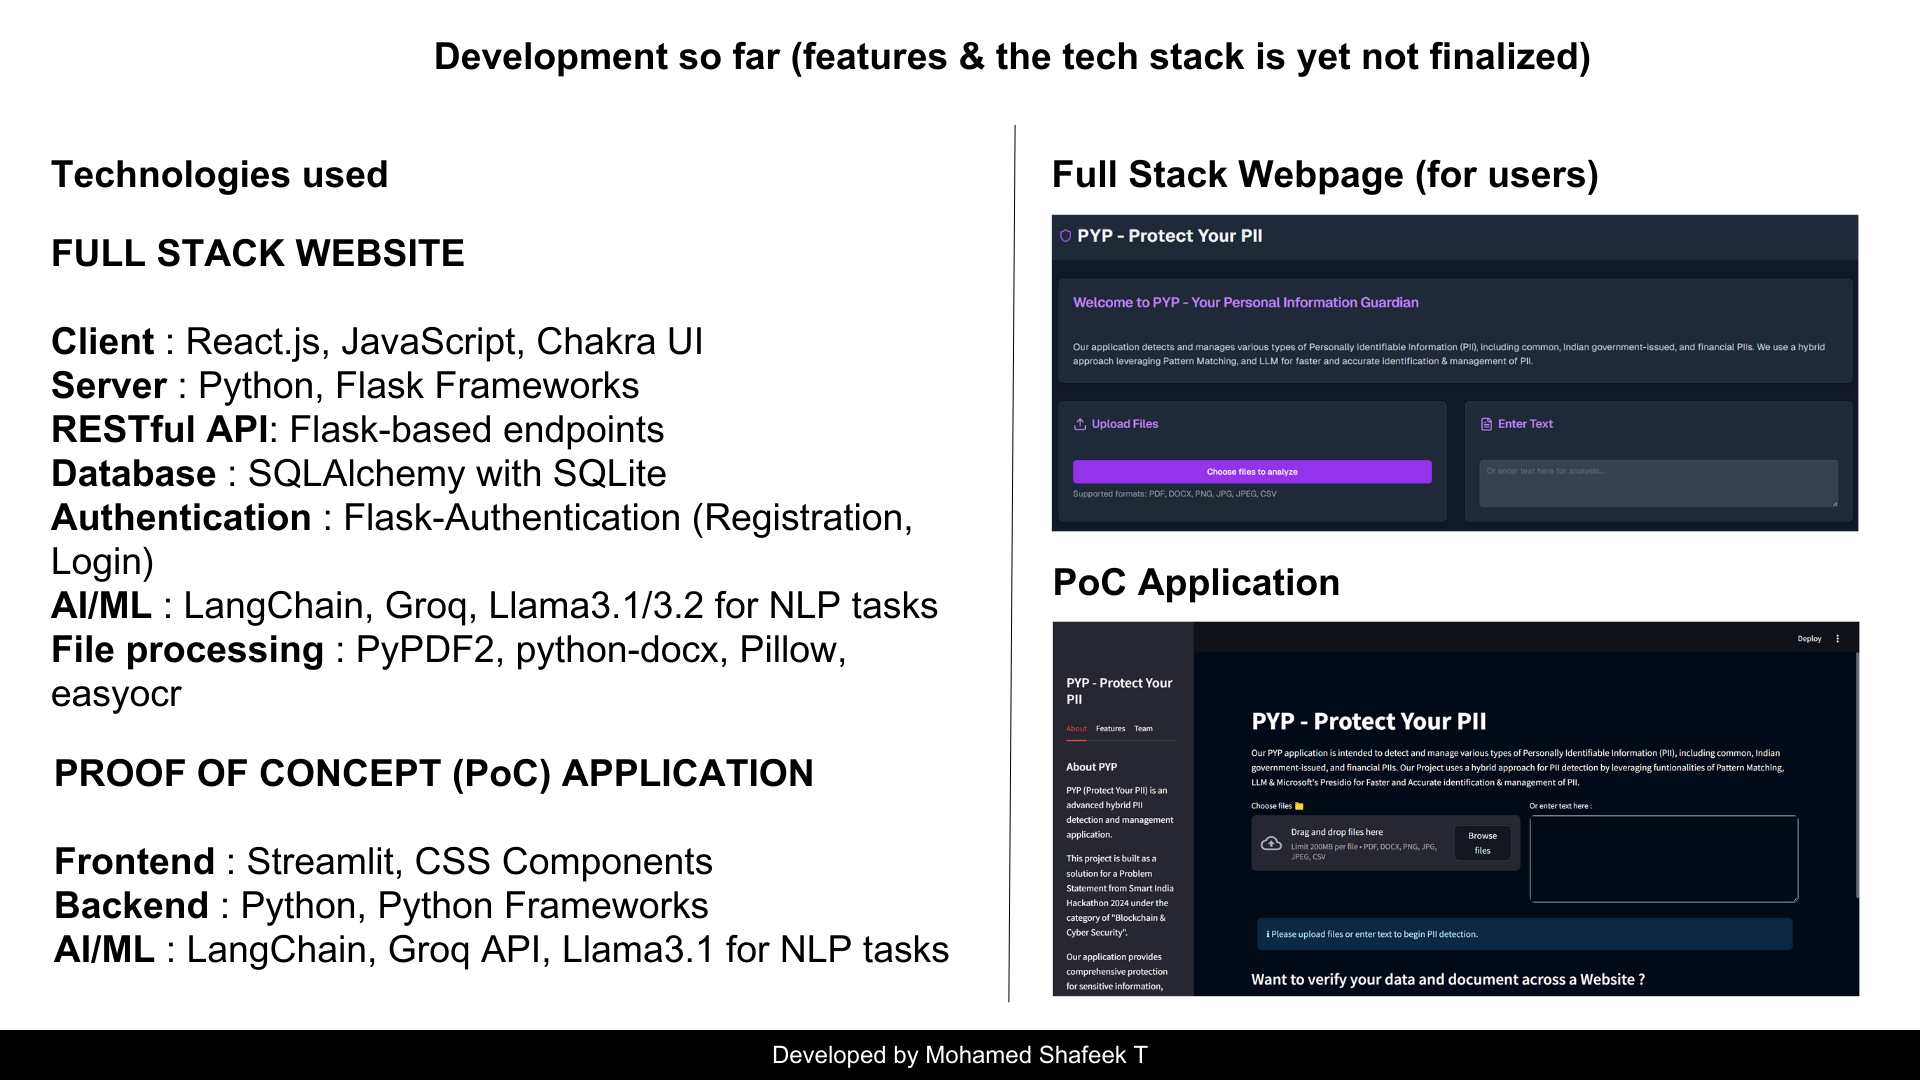 Development so far (features & the tech stack is yet not finalized)
Technologies used
FULL STACK WEBSITE
Client : React.js, JavaScript, Chakra UI
Server : Python, Flask Frameworks
RESTful API: Flask-based endpoints
Database : SQLAlchemy with SQLite
Authentication : Flask-Authentication (Registration,
Login)
AI/ML : LangChain, Groq, Llama3.1/3.2 for NLP tasks
File processing : PyPDF2, python-docx, Pillow,
easyocr
PROOF OF CONCEPT (PoC) APPLICATION
Frontend : Streamlit, CSS Components
Backend : Python, Python Frameworks
AI/ML : LangChain, Groq API, Llama3.1 for NLP tasks
Full Stack Webpage (for users)
PYP - Protect Your PII
Welcome to PYP - Your Personal Information Guardian
Our application detects and manages various types of Personally Identifiable Information (PII), including common, Indian government-issued, and financial PIIs. We use a hybrid
approach leveraging Pattern Matching, and LLM for faster and accurate identification & management of PII.
Upload Files
Choose files to analyze
Supported formats: PDF, DOCX, PNG, JPG, JPEG, CSV
Enter Text
Or enter text here for analysis...
PoC Application
Deploy
PYP - Protect Your
PII
About Features Team
About PYP
PYP (Protect Your PII) is an
advanced hybrid PII
detection and management
application.
This project is built as a
solution for a Problem
Statement from Smart India
Hackathon 2024 under the
category of "Blockchain &
Cyber Security".
Our application provides
comprehensive protection
for sensitive information,
PYP - Protect Your PII
Our PYP application is intended to detect and manage various types of Personally Identifiable Information (PII), including common, Indian
government-issued, and financial PIIs. Our Project uses a hybrid approach for PII detection by leveraging funtionalities of Pattern Matching,
LLM & Microsoft's Presidio for Faster and Accurate identification & management of PII.
Choose files
Drag and drop files here
Limit 200MB per file • PDF, DOCX, PNG, JPG,
JPEG, CSV
Browse
files
Or enter text here :
Please upload files or enter text to begin PII detection.
Want to verify your data and document across a Website ?
Developed by Mohamed Shafeek T